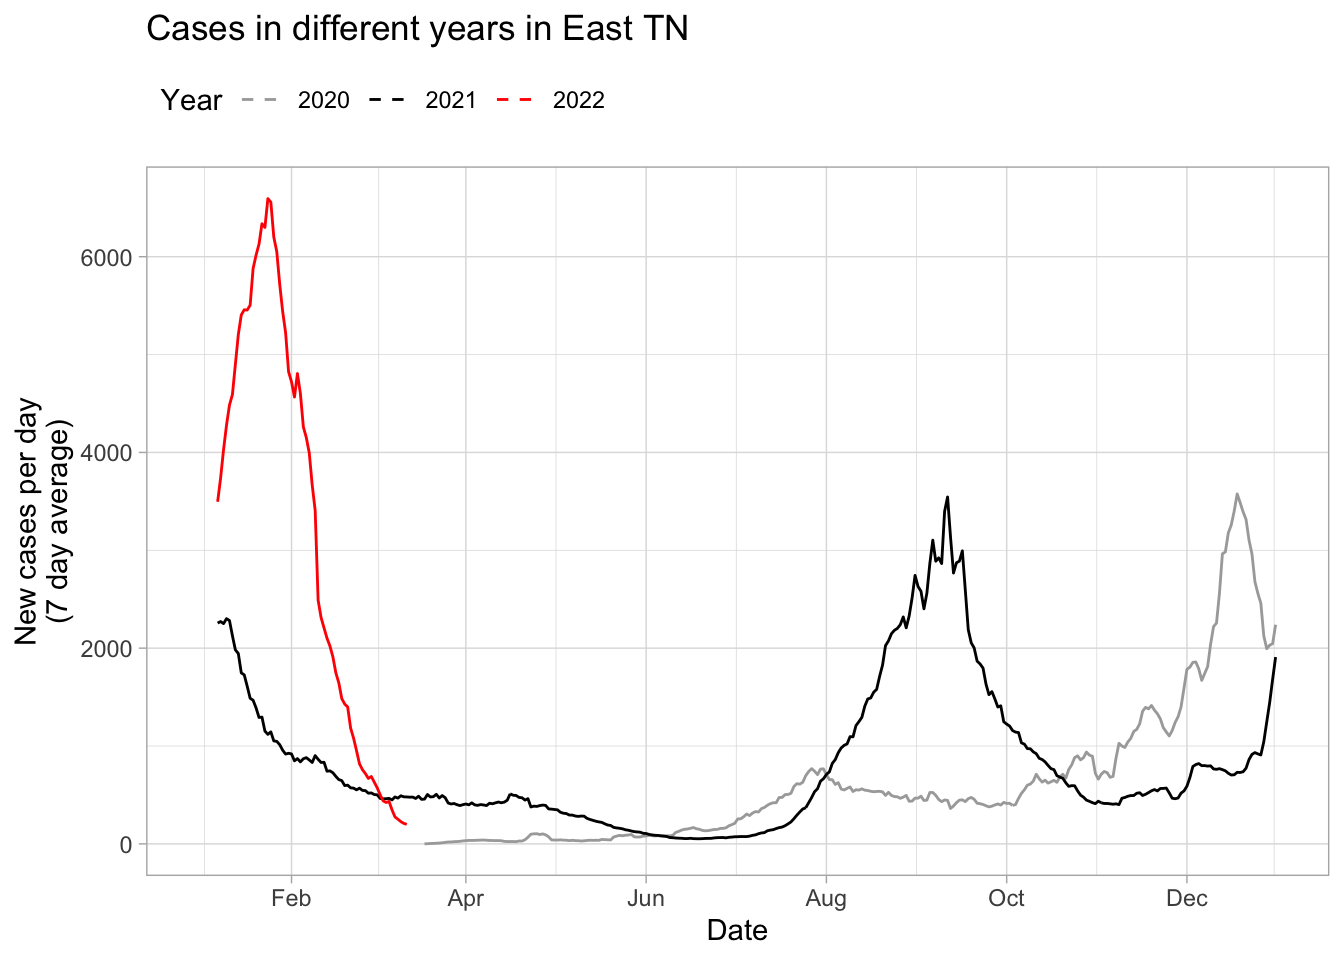 Cases in different years in East TN
Year 2020 2021 2022
New cases per day
(7 day average)
6000
4000
2000
0
Feb Apr Jun Aug Oct Dec
Date